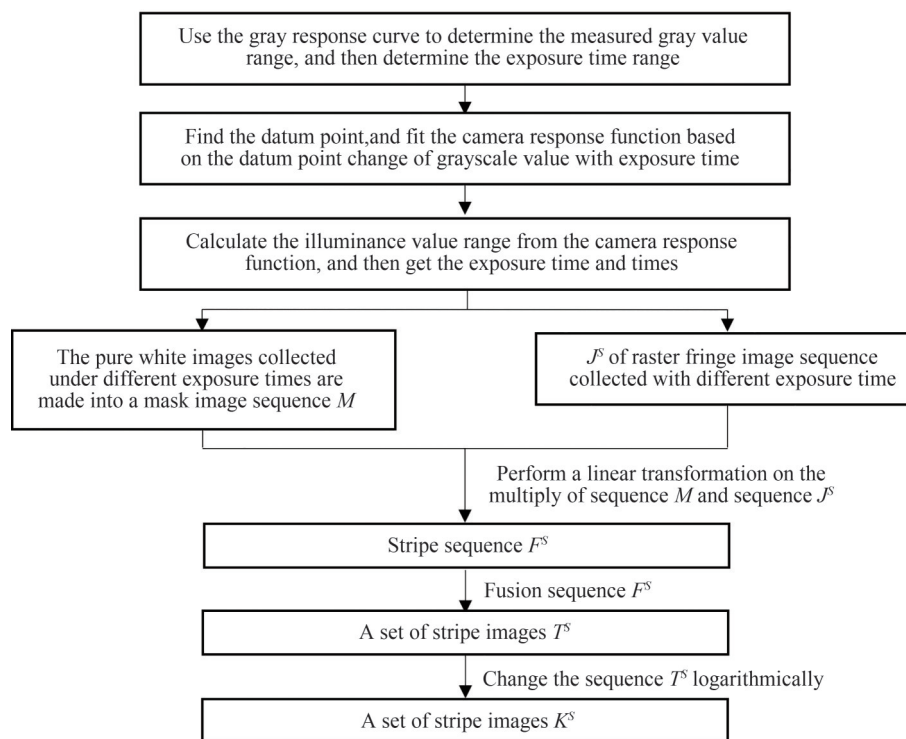 Use the gray response curve to determine the measured gray value
range, and then determine the exposure time range
Find the datum point,and fit the camera response function based
on the datum point change of grayscale value with exposure time
Calculate the illuminance value range from the camera response
function, and then get the exposure time and times
The pure white images collected
under different exposure times are
made into a mask image sequence M
J^S of raster fringe image sequence
collected with different exposure time
Perform a linear transformation on the
multiply of sequence M and sequence J^S
Stripe sequence F^S
Fusion sequence F^S
A set of stripe images T^S
Change the sequence T^S logarithmically
A set of stripe images K^S